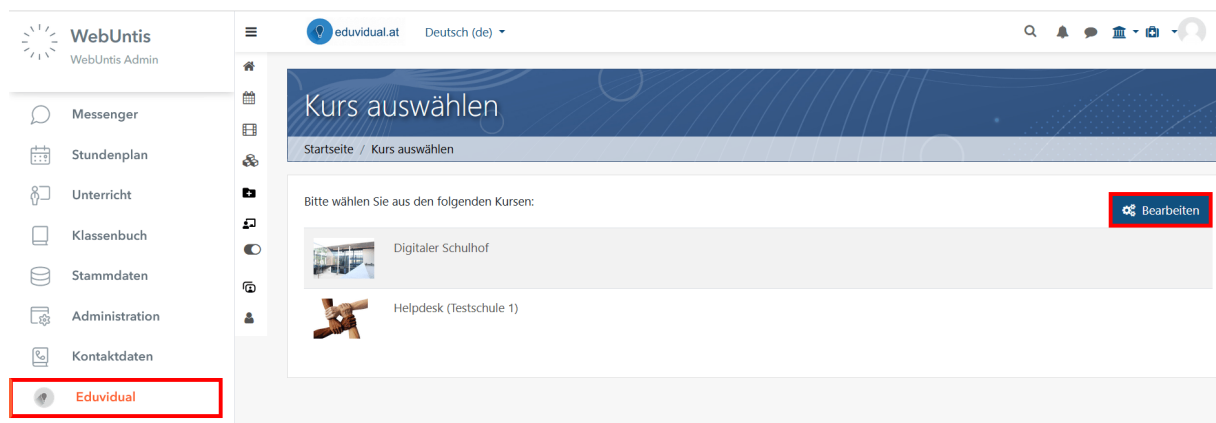 WebUntis
WebUntis Admin
Messenger
Stundenplan
Unterricht
Klassenbuch
Stammdaten
Administration
Kontaktdaten
Eduvidual
eduvidual.at
Deutsch (de)
Kurs auswählen
Startseite / Kurs auswählen
Bitte wählen Sie aus den folgenden Kursen:
Bearbeiten
Digitaler Schulhof
Helpdesk (Testschule 1)